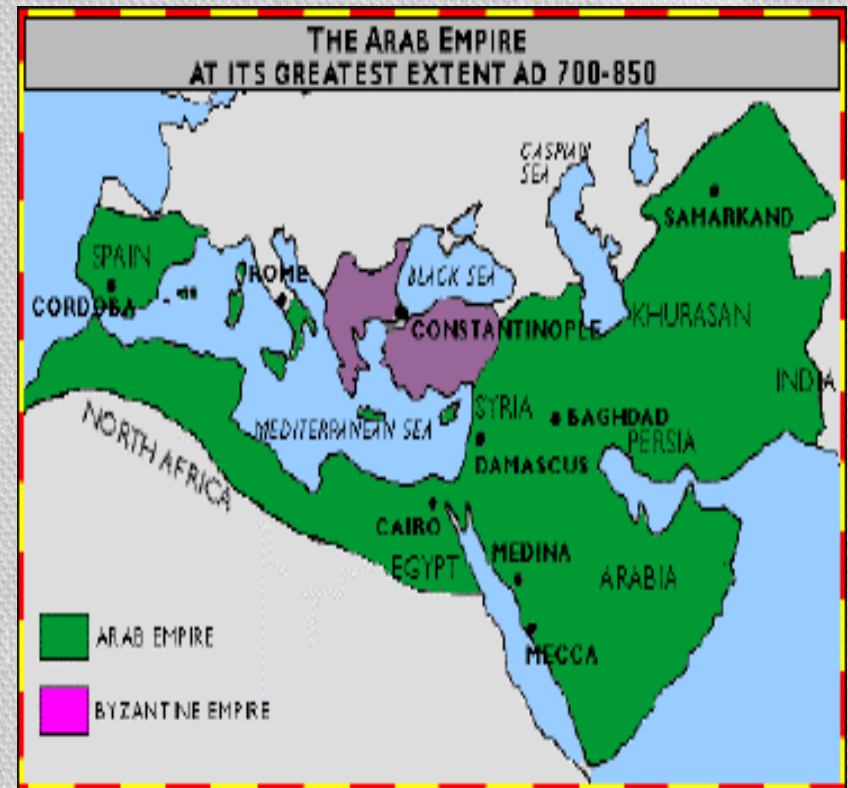 THE ARAB EMPIRE
AT ITS GREATEST EXTENT AD 700-850
CASPIAN
SEA
SAMARKAND
SPAIN
ROME
BLACK SEA
CORDOBA
CONSTANTINOPLE
KHURASAN
INDIA
SYRIA
BAGHDAD
MEDITERRANEAN SEA
PERSIA
NORTH AFRICA
DAMASCUS
CAIRO
MEDINA
EGYPT
ARABIA
MECCA
ARAB EMPIRE
BYZANTINE EMPIRE